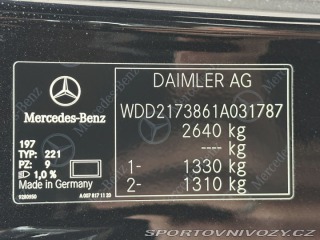 DAIMLER AG
Mercedes-Benz
WDD2173861A031787
2640 kg
---- kg
1- 1330 kg
2- 1310 kg
197
TYP: 221
PZ: 9
1,0 %
Made in Germany
A 007 817 11 20
SPORTOVNIVOZY.CZ